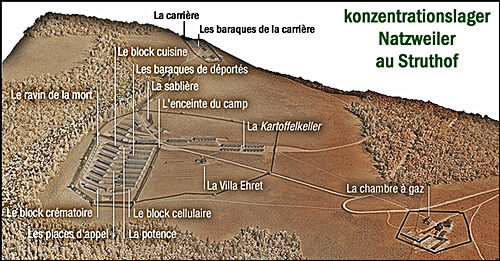 La carrière
Les baraques de la carrière
konzentrationslager
Natzweiler
au Struthof
Le block cuisine
Les baraques de déportés
La sablière
Le ravin de la mort
L'enceinte du camp
La Kartoffelkeller
La Villa Ehret
La chambre à gaz
Le block crématoire
Le block cellulaire
Les places d'appel
La potence